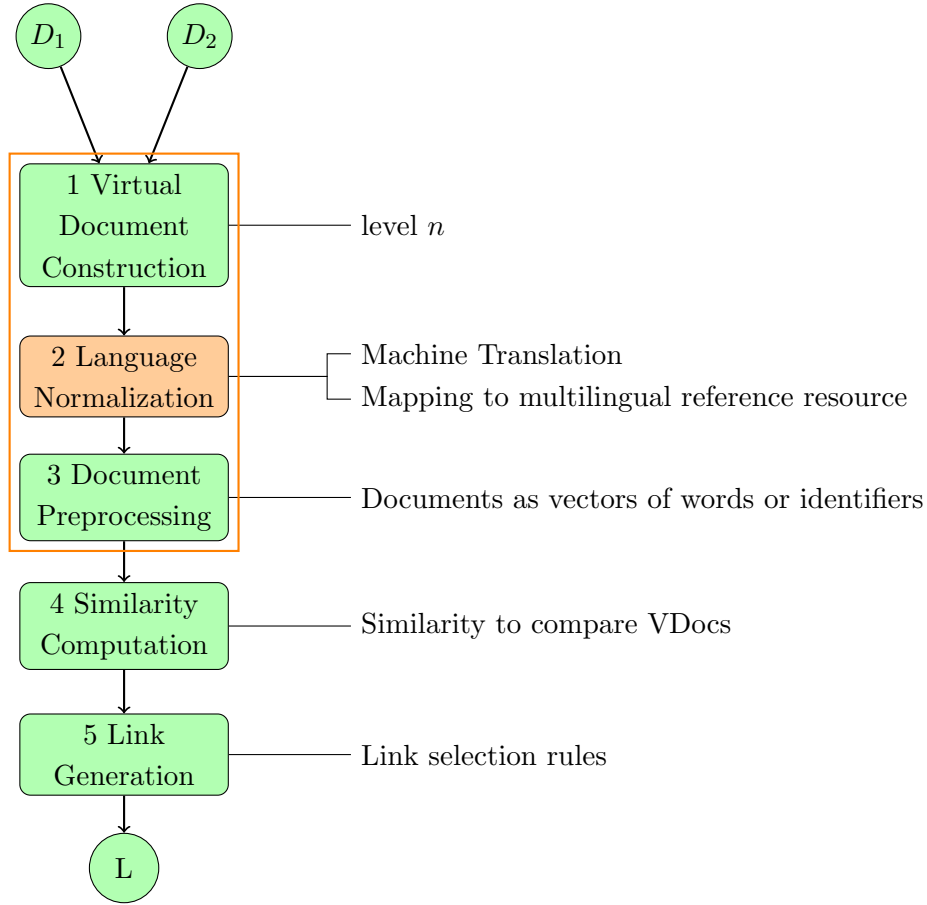 D₁
D₂
1 Virtual
Document
Construction
level n
2 Language
Normalization
Machine Translation
Mapping to multilingual reference resource
3 Document
Preprocessing
Documents as vectors of words or identifiers
4 Similarity
Computation
Similarity to compare VDocs
5 Link
Generation
Link selection rules
L